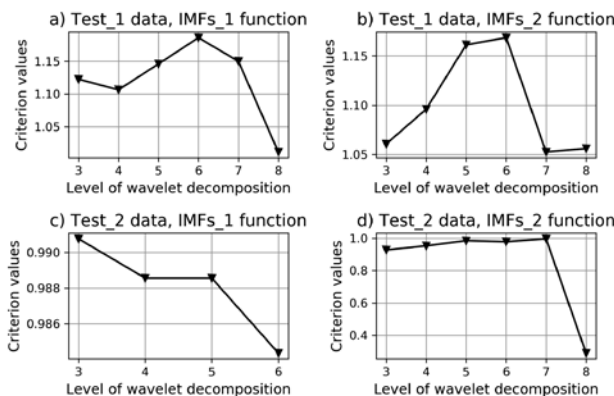 a) Test_1 data, IMFs_1 function
Criterion values
1.15
1.10
1.05
3 4 5 6 7 8
Level of wavelet decomposition
b) Test_1 data, IMFs_2 function
Criterion values
1.15
1.10
1.05
3 4 5 6 7 8
Level of wavelet decomposition
c) Test_2 data, IMFs_1 function
Criterion values
0.990
0.988
0.986
3 4 5 6
Level of wavelet decomposition
d) Test_2 data, IMFs_2 function
Criterion values
1.0
0.8
0.6
0.4
3 4 5 6 7 8
Level of wavelet decomposition